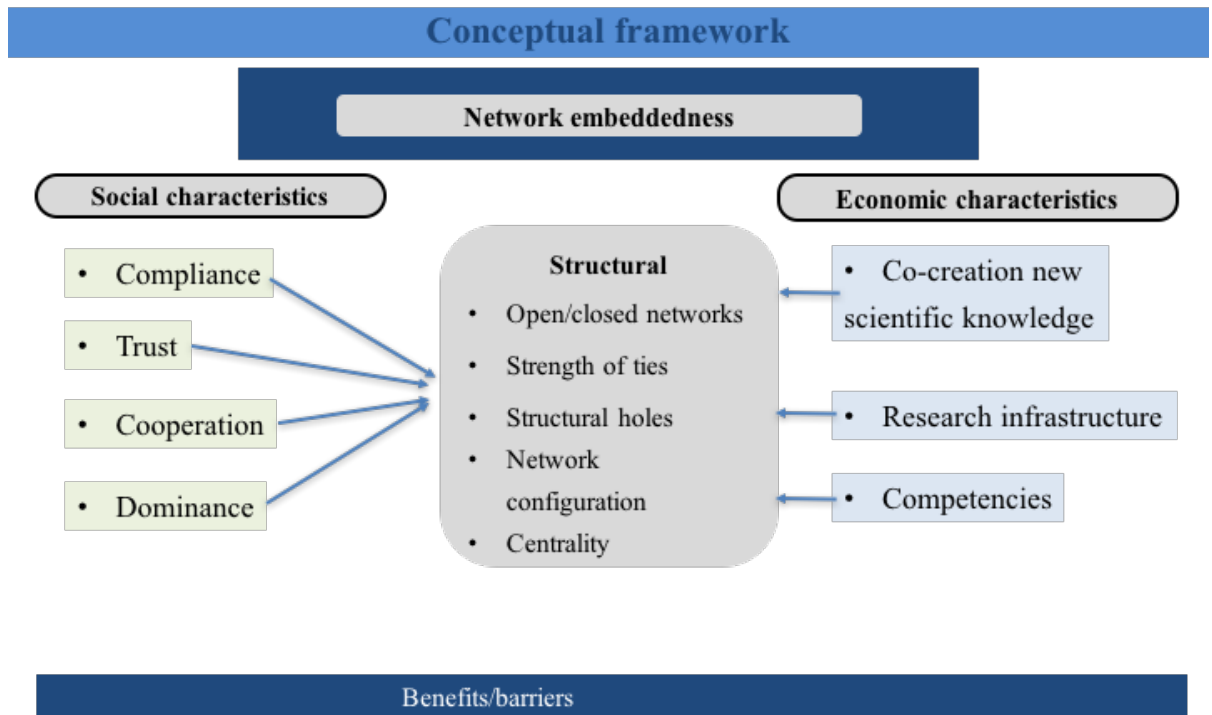 Conceptual framework
Network embeddedness
Social characteristics
• Compliance
• Trust
• Cooperation
• Dominance
Structural
• Open/closed networks
• Strength of ties
• Structural holes
• Network
configuration
• Centrality
Economic characteristics
• Co-creation new
scientific knowledge
• Research infrastructure
• Competencies
Benefits/barriers